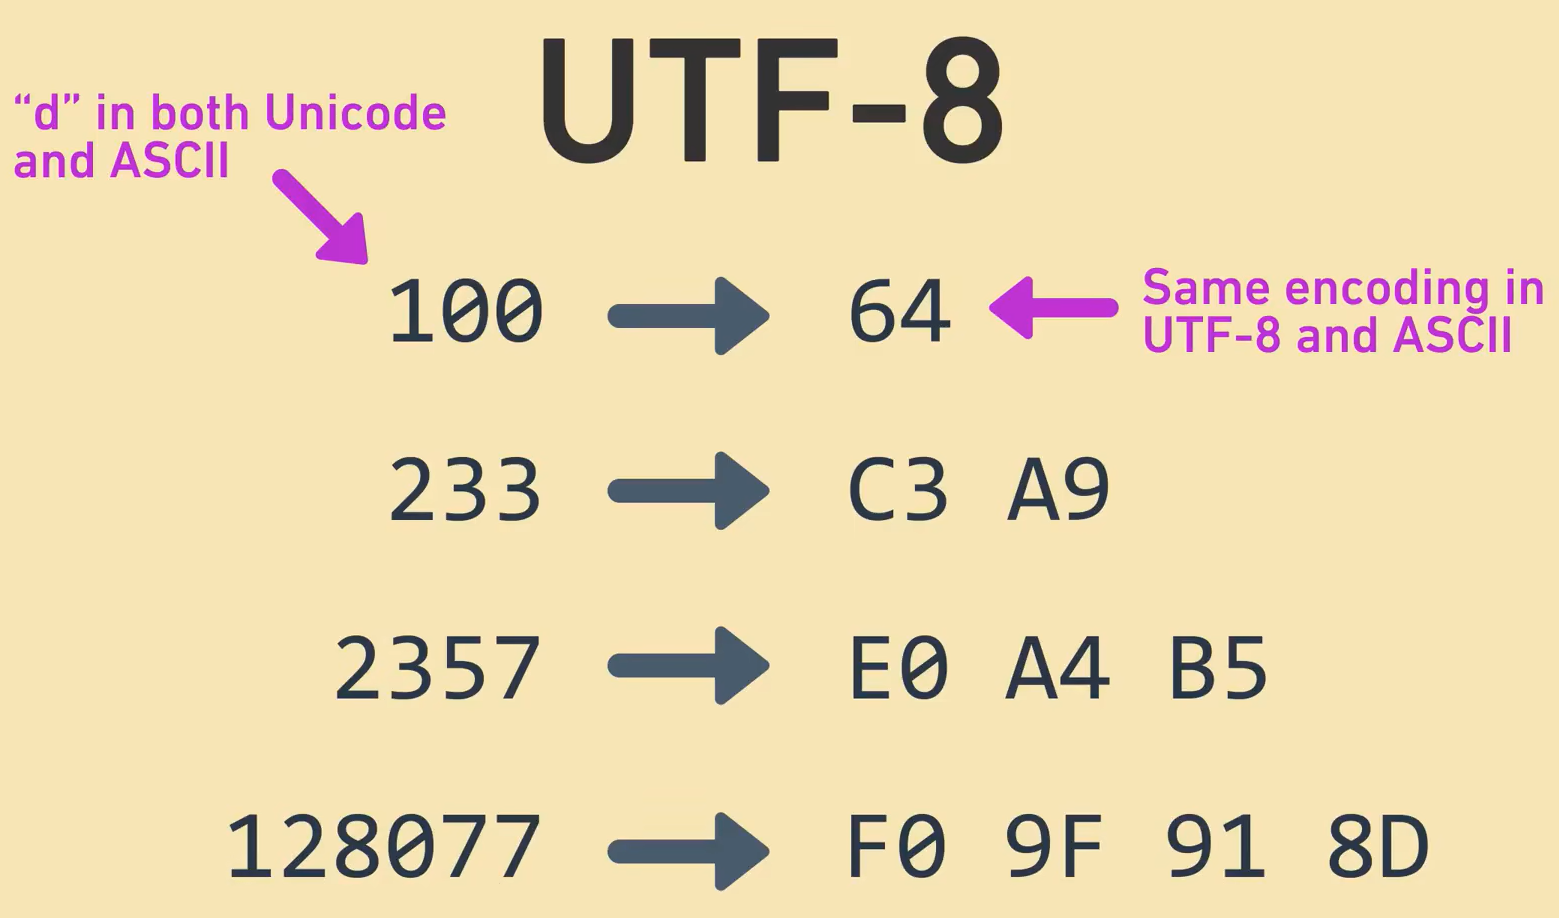 UTF-8
“d” in both Unicode
and ASCII
100 64
Same encoding in
UTF-8 and ASCII
233 C3 A9
2357 E0 A4 B5
128077 F0 9F 91 8D